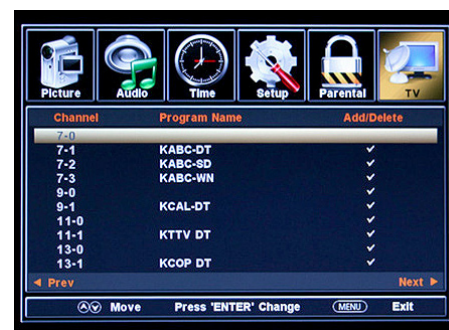 Picture Audio Time Setup Parental TV
Channel Program Name Add/Delete
7-0
7-1 KABC-DT ✓
7-2 KABC-SD ✓
7-3 KABC-WN ✓
9-0 ✓
9-1 KCAL-DT ✓
11-0 ✓
11-1 KTTV DT ✓
13-0 ✓
13-1 KCOP DT ✓
◀ Prev Next ▶
Move Press 'ENTER' Change MENU Exit